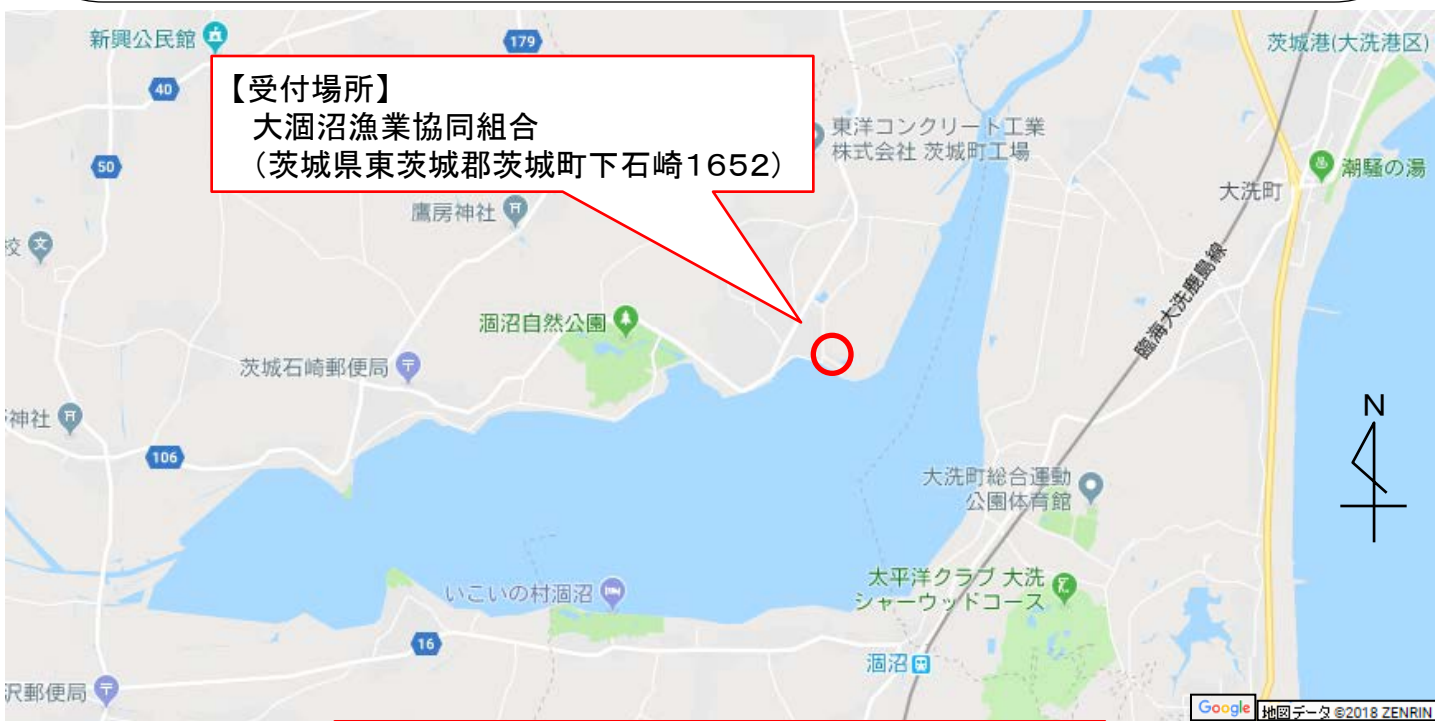 新興公民館
179
茨城港(大洗港区)
40
【受付場所】
大涸沼漁業協同組合
（茨城県東茨城郡茨城町下石崎1652）
東洋コンクリート工業
株式会社 茨城町工場
50
潮騒の湯
大洗町
鷹房神社
校
臨海大洗鹿島線
涸沼自然公園
茨城石崎郵便局
神社
N
106
大洗町総合運動
公園体育館
太平洋クラブ 大洗
シャーウッドコース
いこいの村涸沼
16
涸沼
沢郵便局
Google
地図データ ©2018 ZENRIN